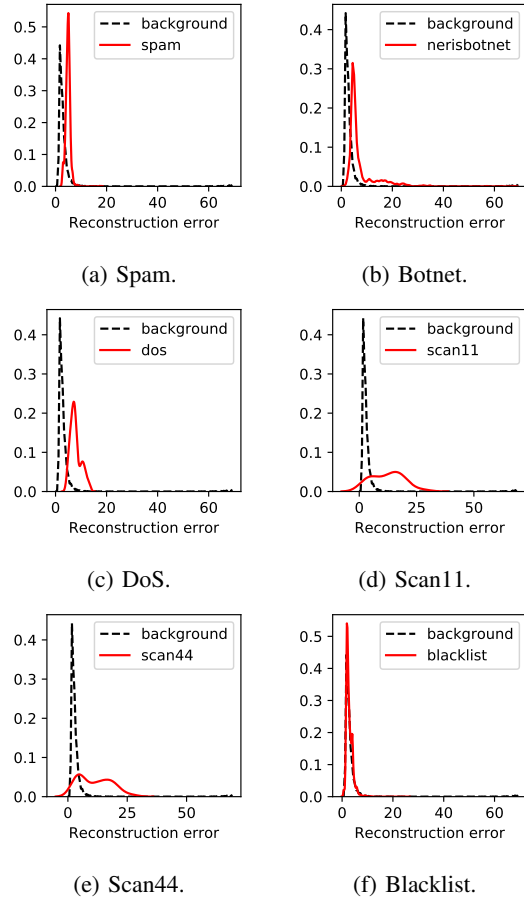 0.5
0.4
0.3
0.2
0.1
0.0
0 20 40 60
Reconstruction error
background
spam
(a) Spam.
0.4
0.3
0.2
0.1
0.0
0 20 40 60
Reconstruction error
background
nerisbotnet
(b) Botnet.
0.4
0.3
0.2
0.1
0.0
0 20 40 60
Reconstruction error
background
dos
(c) DoS.
0.4
0.3
0.2
0.1
0.0
0 25 50
Reconstruction error
background
scan11
(d) Scan11.
0.4
0.3
0.2
0.1
0.0
0 25 50
Reconstruction error
background
scan44
(e) Scan44.
0.5
0.4
0.3
0.2
0.1
0.0
0 20 40 60
Reconstruction error
background
blacklist
(f) Blacklist.